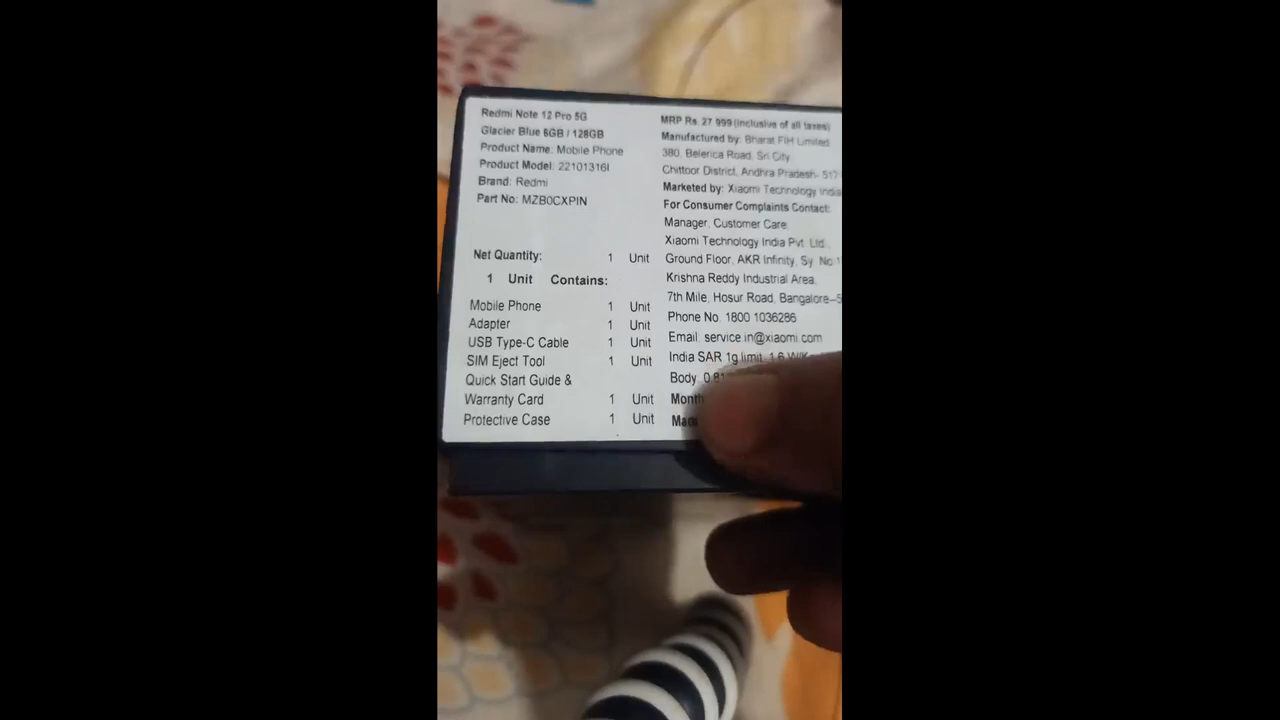 Redmi Note 12 Pro 5G
Glacier Blue 6GB / 128GB
Product Name: Mobile Phone
Product Model: 22101316I
Brand: Redmi
Part No: MZB0CXPIN
Net Quantity: 1 Unit
1 Unit Contains:
Mobile Phone 1 Unit
Adapter 1 Unit
USB Type-C Cable 1 Unit
SIM Eject Tool 1 Unit
Quick Start Guide &
Warranty Card 1 Unit
Protective Case 1 Unit
MRP Rs. 27 999 (inclusive of all taxes)
Manufactured by: Bharat FIH Limited
380, Belerica Road, Sri City
Chittoor District, Andhra Pradesh- 517
Marketed by: Xiaomi Technology India
For Consumer Complaints Contact:
Manager, Customer Care
Xiaomi Technology India Pvt. Ltd.,
Ground Floor, AKR Infinity, Sy. No
Krishna Reddy Industrial Area,
7th Mile, Hosur Road, Bangalore–5
Phone No. 1800 1036286
Email: service.in@xiaomi.com
India SAR 1g limit 1.6 W/K
Body 0.81
Month